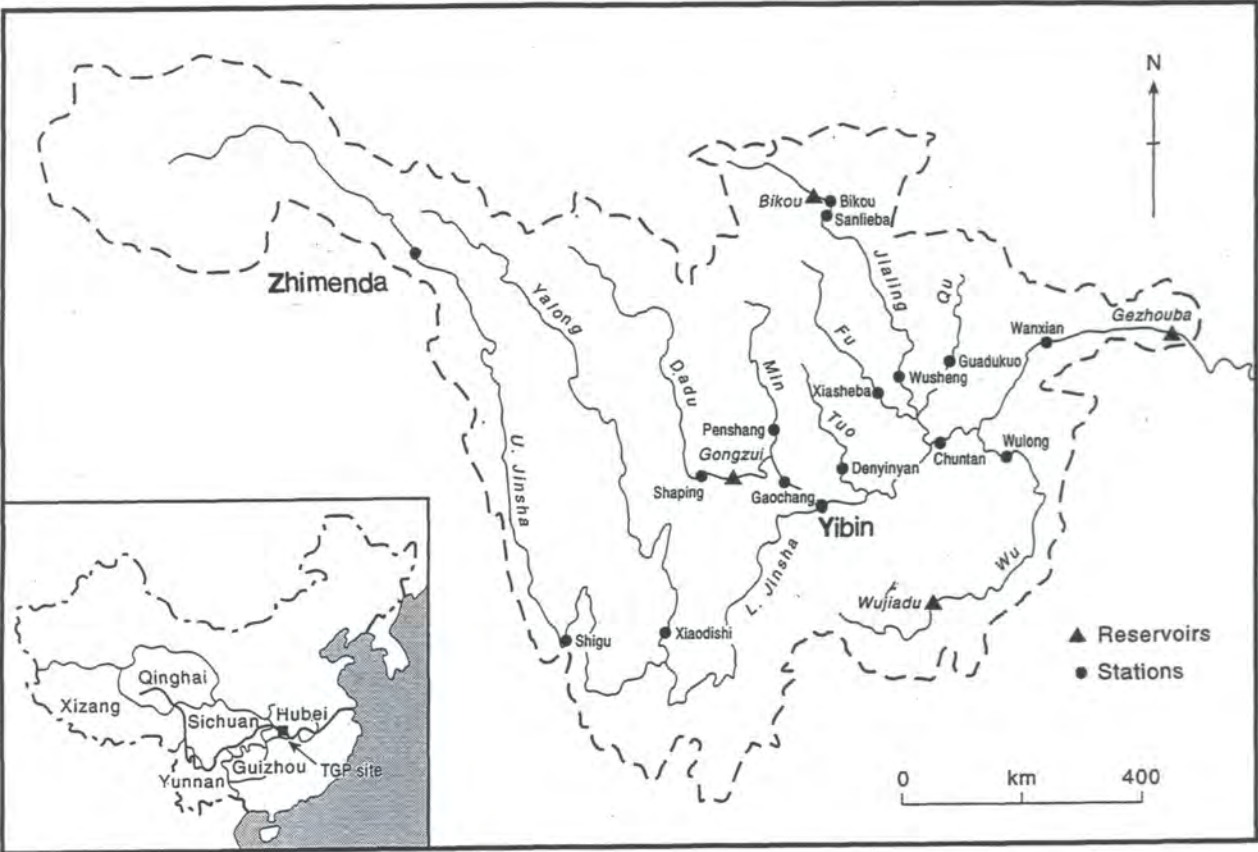 N
Bikou
Bikou
Sanlieba
Zhimenda
Jialing
Qu
Gezhouba
Yalong
Fu
Wanxian
Dadu
Min
Guadukuo
Wusheng
Xiasheba
Tuo
Penshang
Gongzui
U. Jinsha
Wulong
Chuntan
Denyinyan
Shaping
Gaochang
Yibin
L. Jinsha
Wu
Wujiadu
Shigu
Xiaodishi
Reservoirs
Stations
0
km
400
Qinghai
Xizang
Sichuan
Hubei
Guizhou
TGP site
Yunnan